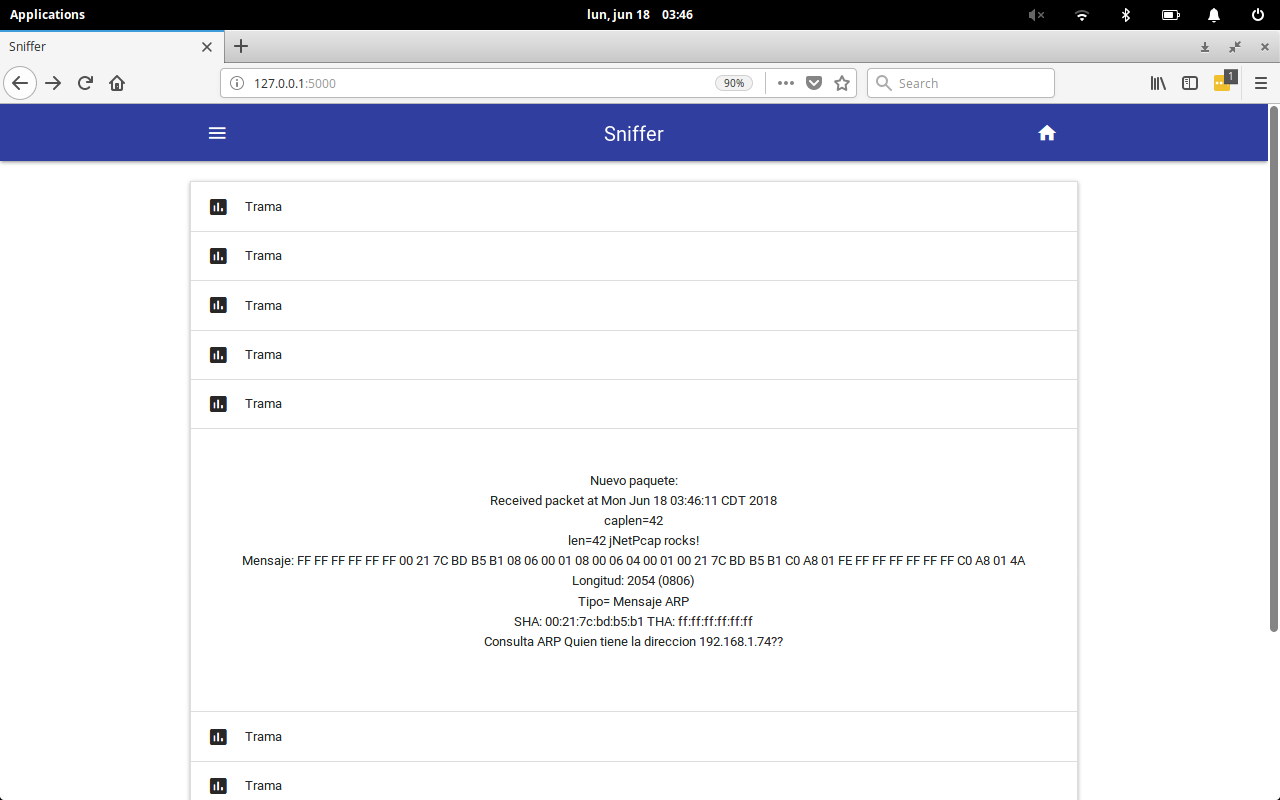 Applications
lun, jun 18 03:46
Sniffer
127.0.0.1:5000
90%
Search
1
Sniffer
Trama
Trama
Trama
Trama
Trama
Nuevo paquete:
Received packet at Mon Jun 18 03:46:11 CDT 2018
caplen=42
len=42 jNetPcap rocks!
Mensaje: FF FF FF FF FF FF 00 21 7C BD B5 B1 08 06 00 01 08 00 06 04 00 01 00 21 7C BD B5 B1 C0 A8 01 FE FF FF FF FF FF FF C0 A8 01 4A
Longitud: 2054 (0806)
Tipo= Mensaje ARP
SHA: 00:21:7c:bd:b5:b1 THA: ff:ff:ff:ff:ff:ff
Consulta ARP Quien tiene la direccion 192.168.1.74??
Trama
Trama